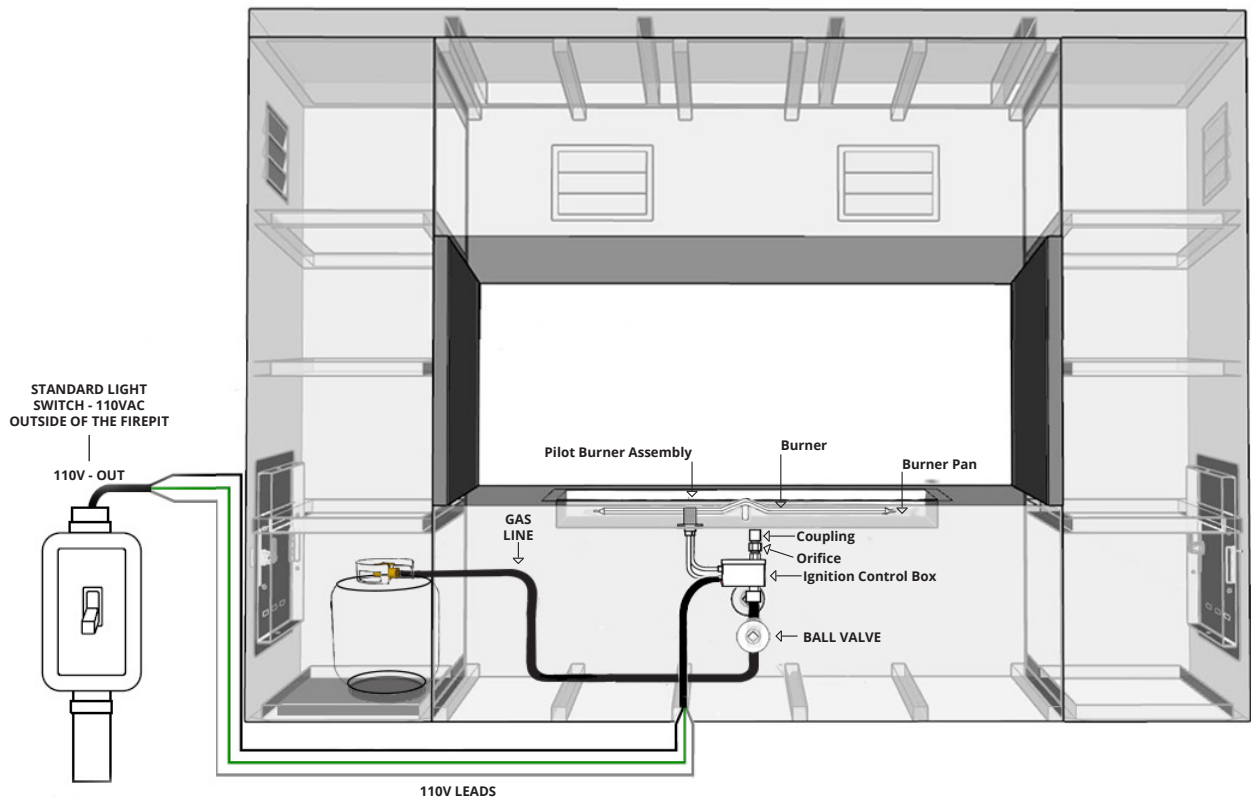 STANDARD LIGHT
SWITCH - 110VAC
OUTSIDE OF THE FIREPIT
110V - OUT
Pilot Burner Assembly
Burner
Burner Pan
GAS
LINE
Coupling
Orifice
Ignition Control Box
BALL VALVE
110V LEADS